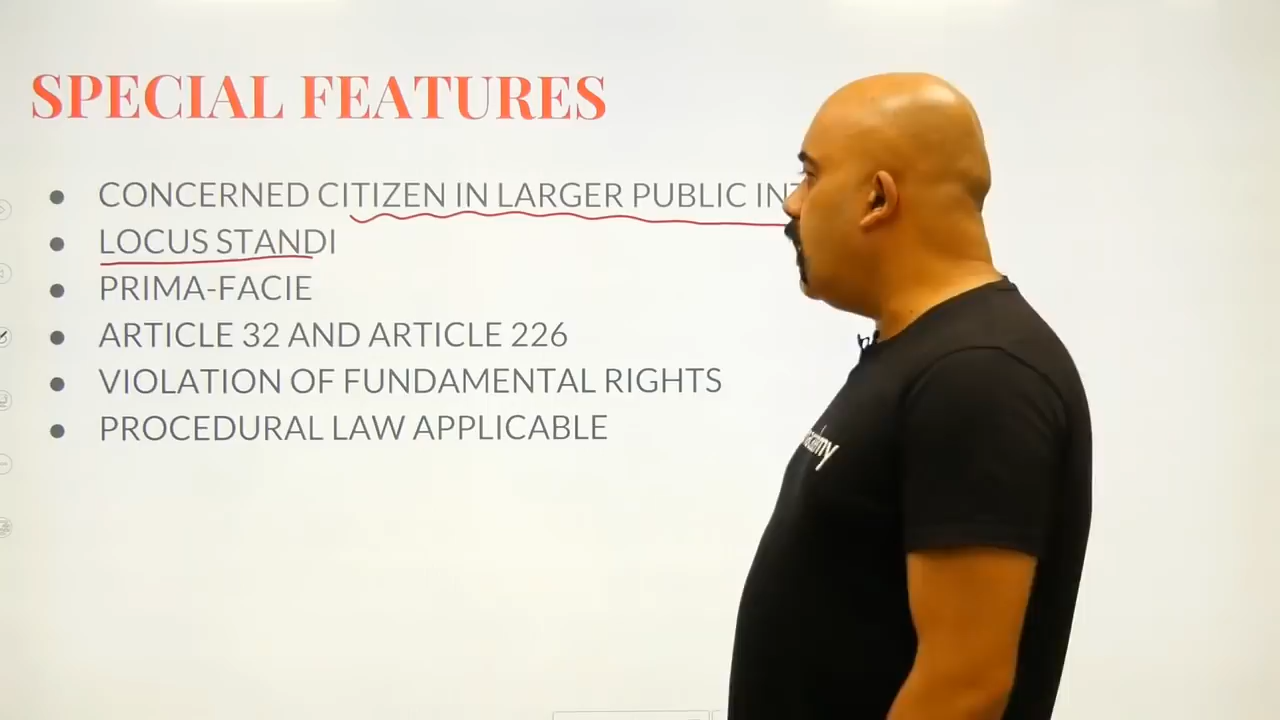 SPECIAL FEATURES
● CONCERNED CITIZEN IN LARGER PUBLIC
● LOCUS STANDI
● PRIMA-FACIE
● ARTICLE 32 AND ARTICLE 226
● VIOLATION OF FUNDAMENTAL RIGHTS
● PROCEDURAL LAW APPLICABLE